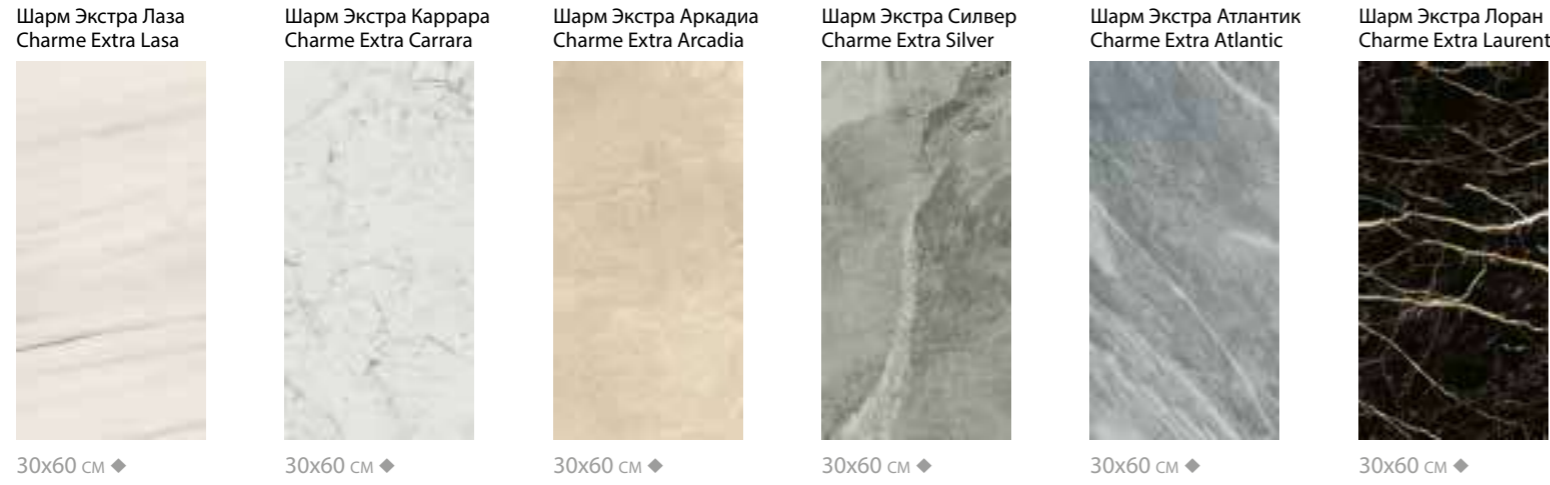 Шарм Экстра Лаза
Charme Extra Lasa
30x60 см ◆
Шарм Экстра Каррара
Charme Extra Carrara
30x60 см ◆
Шарм Экстра Аркадиа
Charme Extra Arcadia
30x60 см ◆
Шарм Экстра Силвер
Charme Extra Silver
30x60 см ◆
Шарм Экстра Атлантик
Charme Extra Atlantic
30x60 см ◆
Шарм Экстра Лоран
Charme Extra Laurent
30x60 см ◆